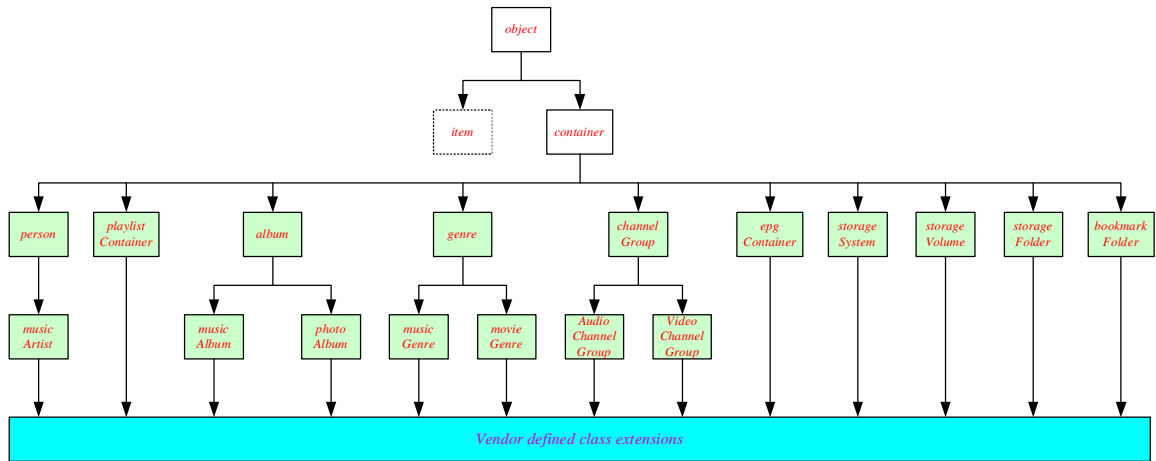 object
item
container
person
playlist
Container
album
genre
channel
Group
epg
Container
storage
System
storage
Volume
storage
Folder
bookmark
Folder
music
Artist
music
Album
photo
Album
music
Genre
movie
Genre
Audio
Channel
Group
Video
Channel
Group
Vendor defined class extensions